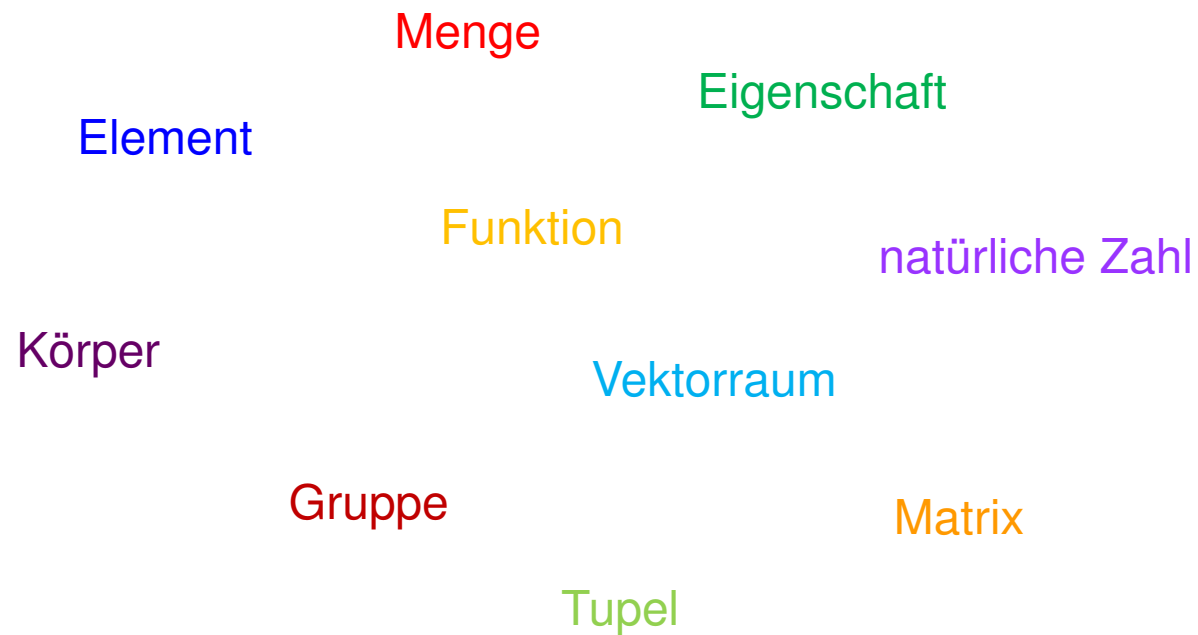 Menge
Eigenschaft
Element
Funktion
natürliche Zahl
Körper
Vektorraum
Gruppe
Matrix
Tupel